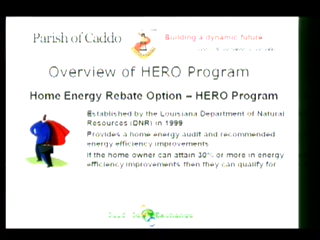 Parish of Caddo
Building a dynamic future
Overview of HERO Program
Home Energy Rebate Option – HERO Program
Established by the Louisiana Department of Natural
Resources (DNR) in 1999
Provides a home energy audit and recommended
energy efficiency improvements
If the home owner can attain 30% or more in energy
efficiency improvements then they can qualify for